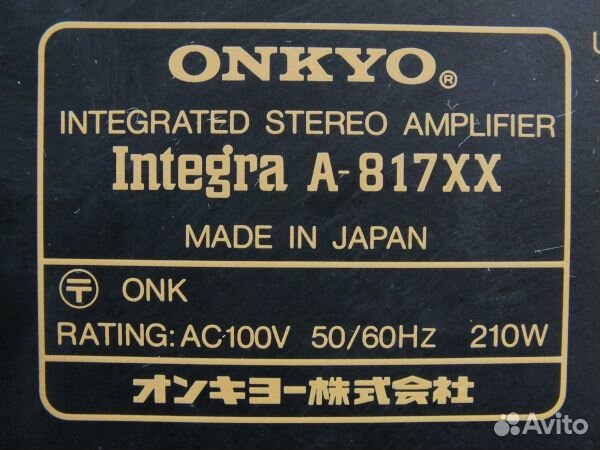 ONKYO®
INTEGRATED STEREO AMPLIFIER
Integra A-817XX
MADE IN JAPAN
〶 ONK
RATING: AC100V 50/60Hz 210W
オンキヨー株式会社
Avito